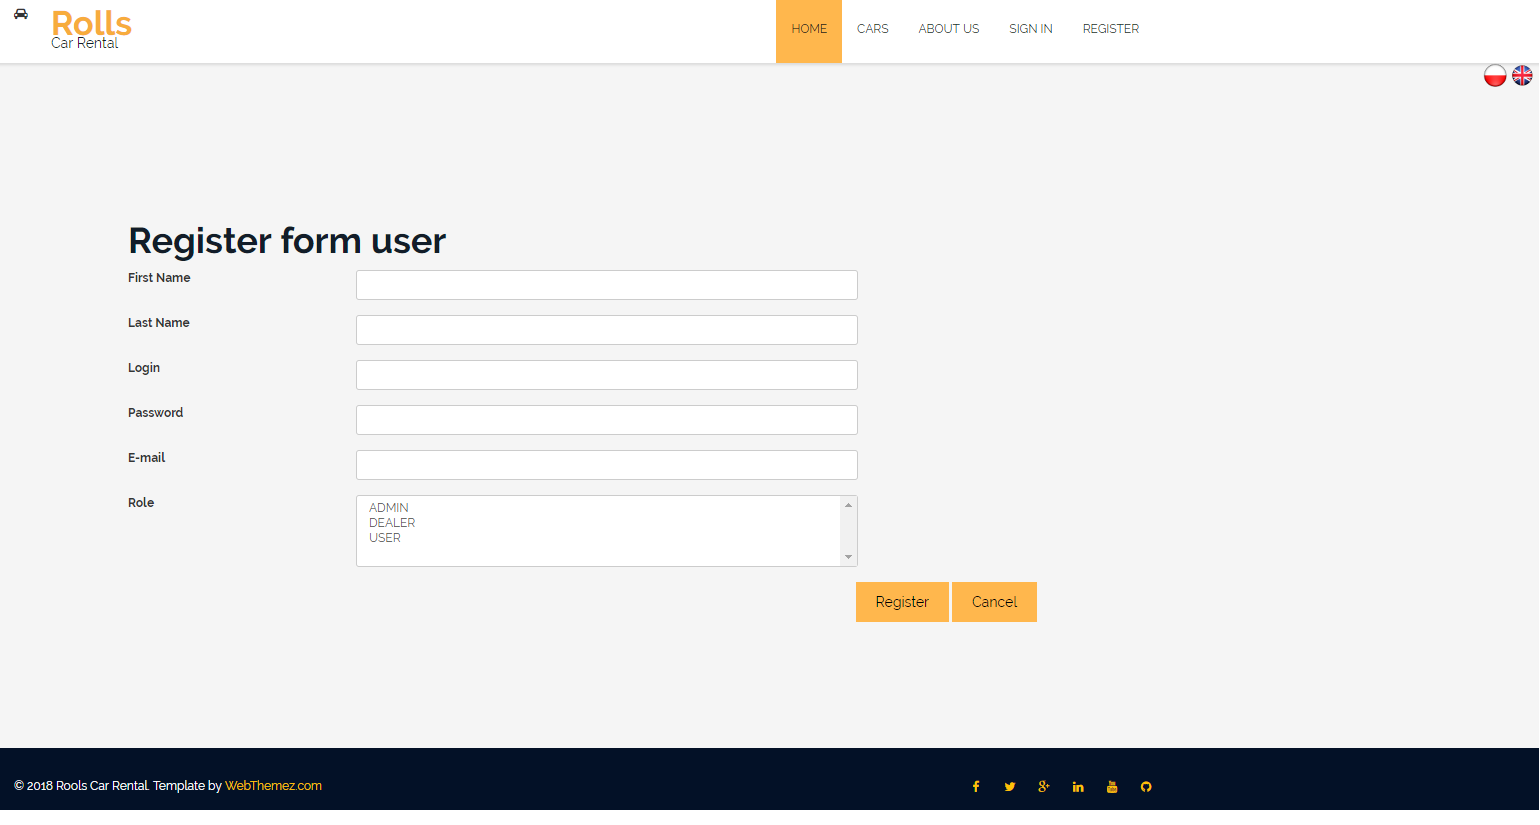 Rolls
Car Rental
HOME CARS ABOUT US SIGN IN REGISTER
Register form user
First Name
Last Name
Login
Password
E-mail
Role
ADMIN
DEALER
USER
Register Cancel
© 2018 Rools Car Rental. Template by WebThemez.com